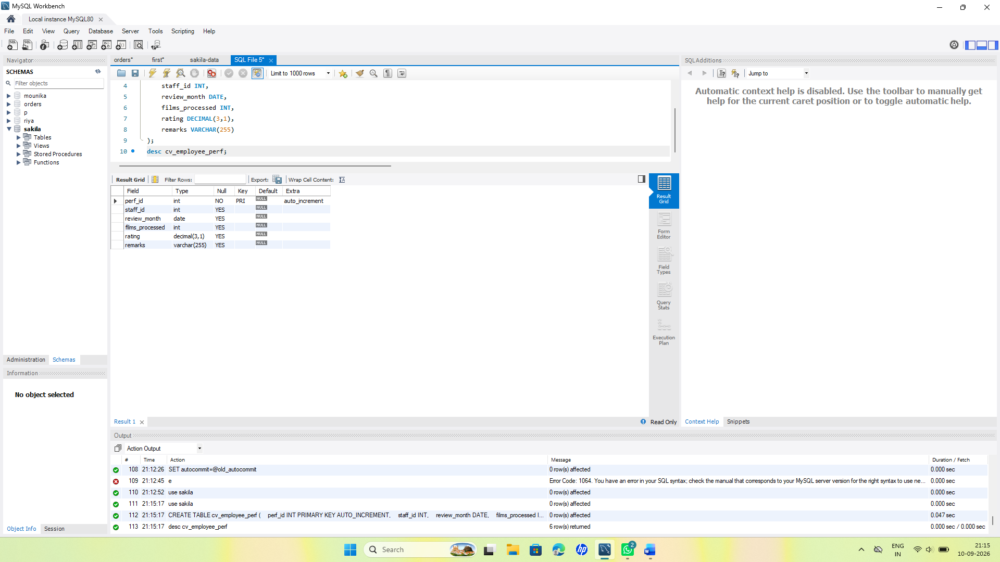 MySQL Workbench
Local instance MySQL80
File Edit View Query Database Server Tools Scripting Help
Navigator
SCHEMAS
Filter objects
mounika
orders
p
riya
sakila
Tables
Views
Stored Procedures
Functions
Administration Schemas
Information
No object selected
Object Info Session
orders* first* sakila-data SQL File 5*
Limit to 1000 rows
4 staff_id INT,
5 review_month DATE,
6 films_processed INT,
7 rating DECIMAL(3,1),
8 remarks VARCHAR(255)
9 );
10 desc cv_employee_perf;
Result Grid Filter Rows: Export: Wrap Cell Content:
Field Type Null Key Default Extra
perf_id int NO PRI NULL auto_increment
staff_id int YES NULL
review_month date YES NULL
films_processed int YES NULL
rating decimal(3,1) YES NULL
remarks varchar(255) YES NULL
Result Grid
Form Editor
Field Types
Query Stats
Execution Plan
Result 1 Read Only
SQLAdditions
Jump to
Automatic context help is disabled. Use the toolbar to manually get
help for the current caret position or to toggle automatic help.
Context Help Snippets
Output
Action Output
# Time Action Message Duration / Fetch
108 21:12:26 SET autocommit=@old_autocommit 0 row(s) affected 0.000 sec
109 21:12:45 e Error Code: 1064. You have an error in your SQL syntax; check the manual that corresponds to your MySQL server version for the right syntax to use ne... 0.000 sec
110 21:12:52 use sakila 0 row(s) affected 0.000 sec
111 21:15:17 use sakila 0 row(s) affected 0.000 sec
112 21:15:17 CREATE TABLE cv_employee_perf ( perf_id INT PRIMARY KEY AUTO_INCREMENT, staff_id INT, review_month DATE, films_processed I... 0 row(s) affected 0.047 sec
113 21:15:17 desc cv_employee_perf 6 row(s) returned 0.000 sec / 0.000 sec
Search
2
ENG
IN
21:15
10-09-2026